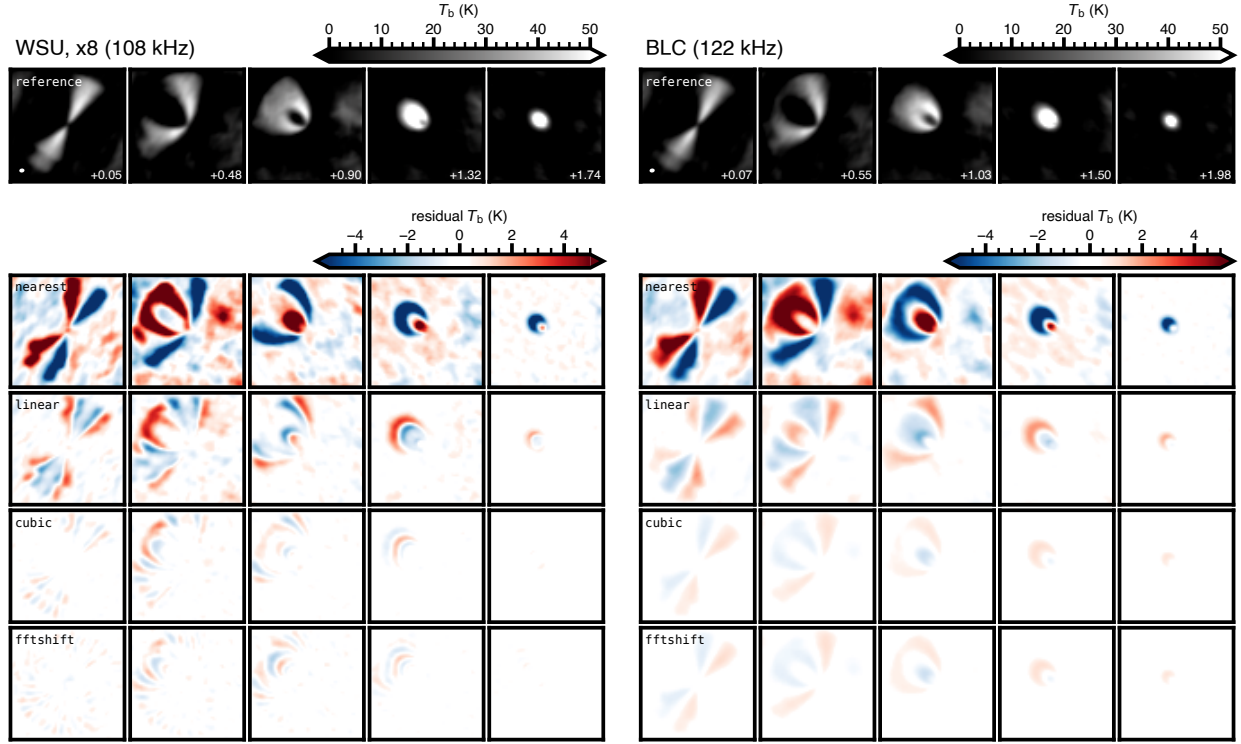 WSU, x8 (108 kHz)
T_b (K)
0 10 20 30 40 50
reference
+0.05 +0.48 +0.90 +1.32 +1.74
residual T_b (K)
−4 −2 0 2 4
nearest
linear
cubic
fftshift
BLC (122 kHz)
T_b (K)
0 10 20 30 40 50
reference
+0.07 +0.55 +1.03 +1.50 +1.98
residual T_b (K)
−4 −2 0 2 4
nearest
linear
cubic
fftshift